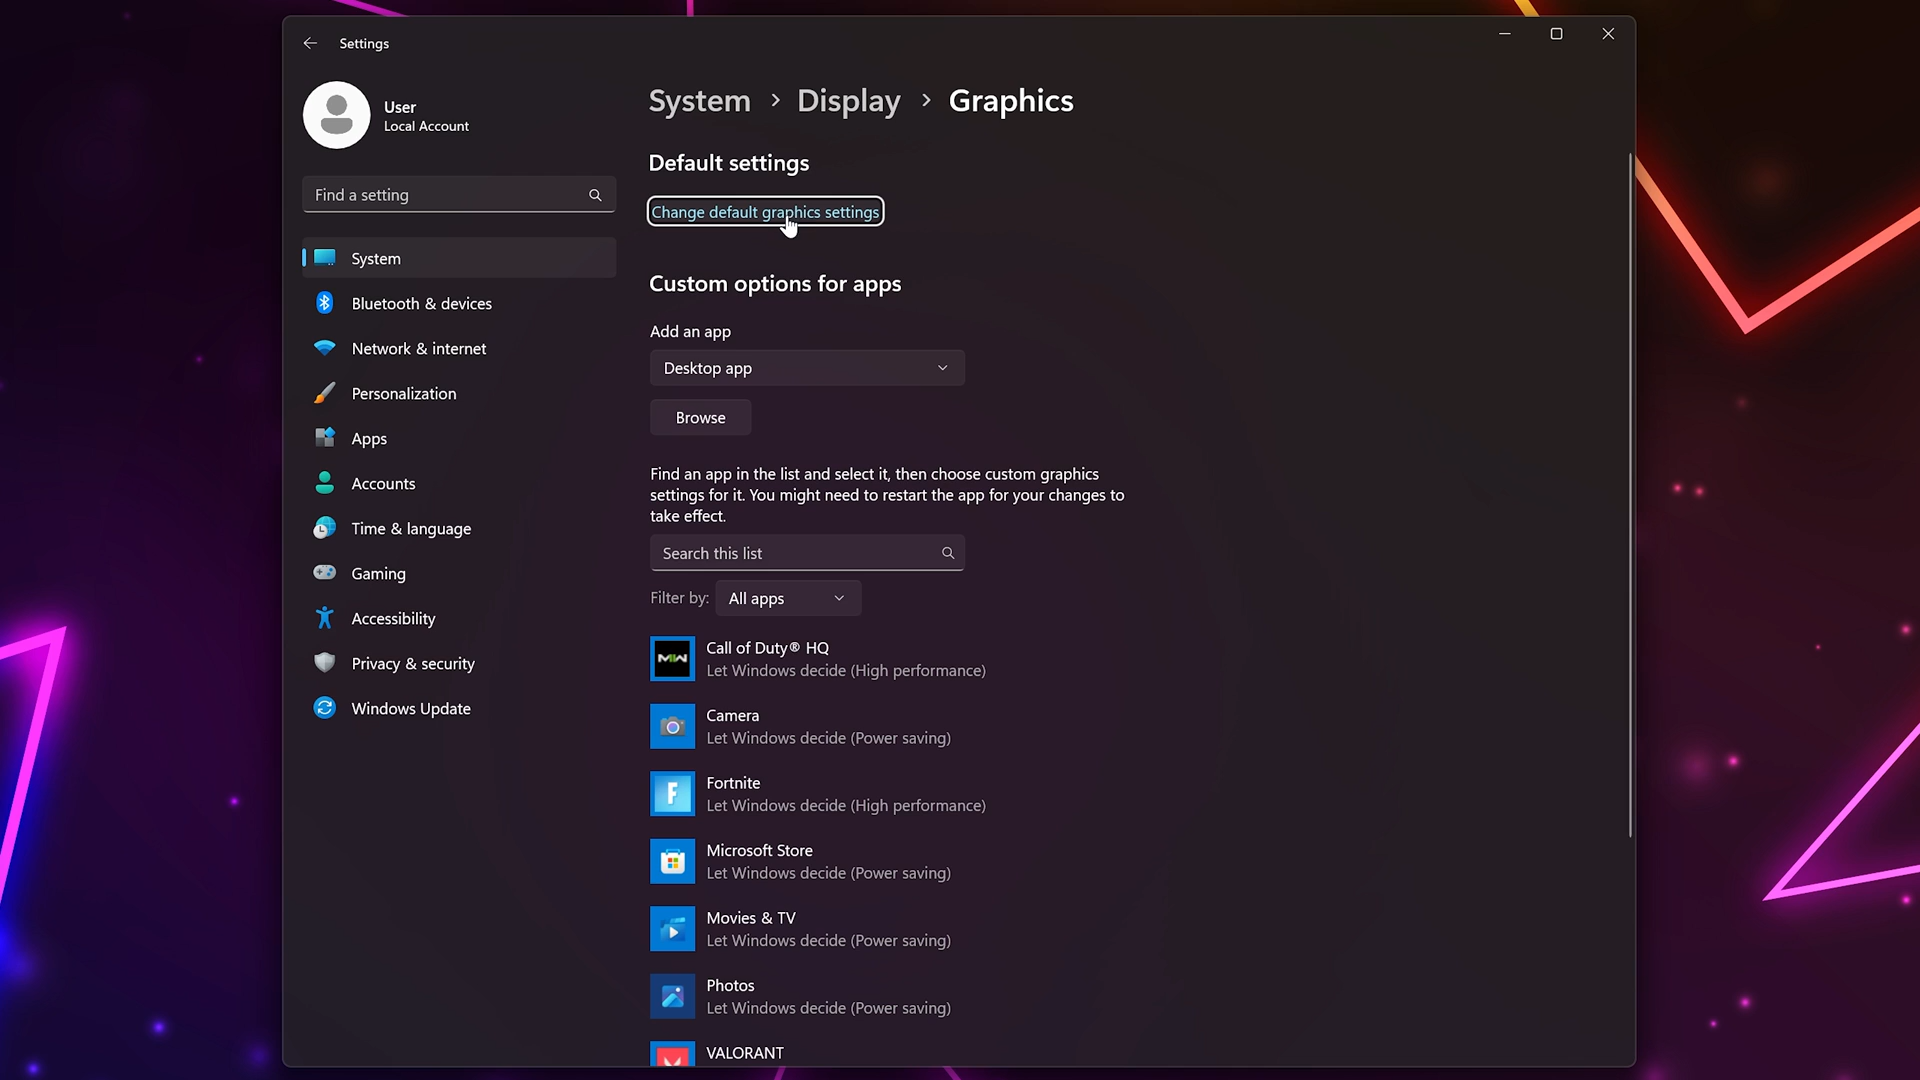 Settings
User
Local Account
Find a setting
System
Bluetooth & devices
Network & internet
Personalization
Apps
Accounts
Time & language
Gaming
Accessibility
Privacy & security
Windows Update
System > Display > Graphics
Default settings
Change default graphics settings
Custom options for apps
Add an app
Desktop app
Browse
Find an app in the list and select it, then choose custom graphics
settings for it. You might need to restart the app for your changes to
take effect.
Search this list
Filter by: All apps
MW
Call of Duty® HQ
Let Windows decide (High performance)
Camera
Let Windows decide (Power saving)
F
Fortnite
Let Windows decide (High performance)
Microsoft Store
Let Windows decide (Power saving)
Movies & TV
Let Windows decide (Power saving)
Photos
Let Windows decide (Power saving)
VALORANT